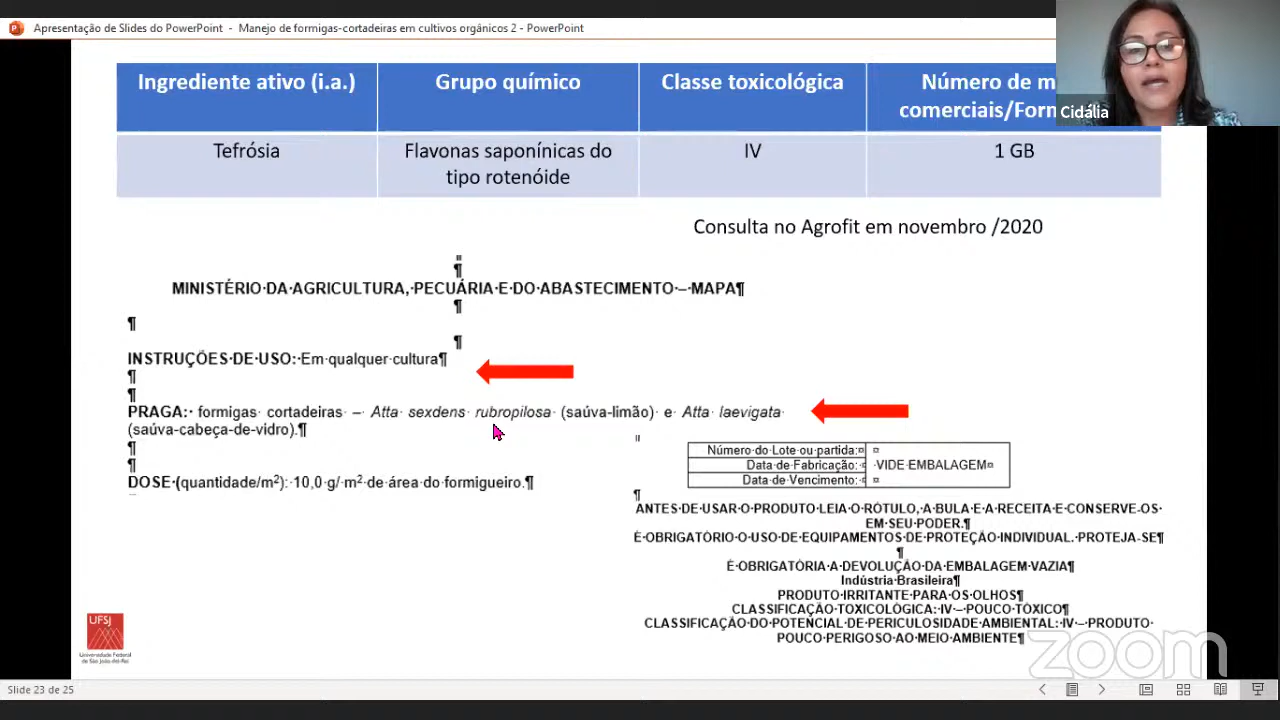 Apresentação de Slides do PowerPoint - Manejo de formigas-cortadeiras em cultivos orgânicos 2 - PowerPoint
Ingrediente ativo (i.a.)
Grupo químico
Classe toxicológica
Número de m
comerciais/Form
Cidália
Tefrósia
Flavonas saponínicas do
tipo rotenóide
IV
1 GB
Consulta no Agrofit em novembro /2020
¶
MINISTÉRIO·DA·AGRICULTURA,·PECUÁRIA·E·DO·ABASTECIMENTO·–·MAPA¶
¶
¶
¶
INSTRUÇÕES·DE·USO:·Em·qualquer·cultura¶
¶
¶
PRAGA:· formigas· cortadeiras· –· Atta· sexdens· rubropilosa· (saúva-limão)· e· Atta· laevigata·
(saúva-cabeça-de-vidro).¶
¶
¶
DOSE·(quantidade/m²):·10,0·g/·m²·de·área·do·formigueiro.¶
Número·do·Lote·ou·partida:¤ ¤
Data·de·Fabricação:·¤ ·VIDE·EMBALAGEM¤
Data·de·Vencimento:·¤ ¤
¶
ANTES·DE·USAR·O·PRODUTO·LEIA·O·RÓTULO,·A·BULA·E·A·RECEITA·E·CONSERVE-OS·
EM·SEU·PODER.¶
É·OBRIGATÓRIO·O·USO·DE·EQUIPAMENTOS·DE·PROTEÇÃO·INDIVIDUAL.·PROTEJA-SE¶
¶
É·OBRIGATÓRIA·A·DEVOLUÇÃO·DA·EMBALAGEM·VAZIA¶
Indústria·Brasileira¶
PRODUTO·IRRITANTE·PARA·OS·OLHOS¶
CLASSIFICAÇÃO·TOXICOLÓGICA:·IV·–·POUCO·TÓXICO¶
CLASSIFICAÇÃO·DO·POTENCIAL·DE·PERICULOSIDADE·AMBIENTAL:·IV·–·PRODUTO·
POUCO·PERIGOSO·AO·MEIO·AMBIENTE¶
UFSJ
Universidade Federal
de São João del-Rei
zoom
Slide 23 de 25